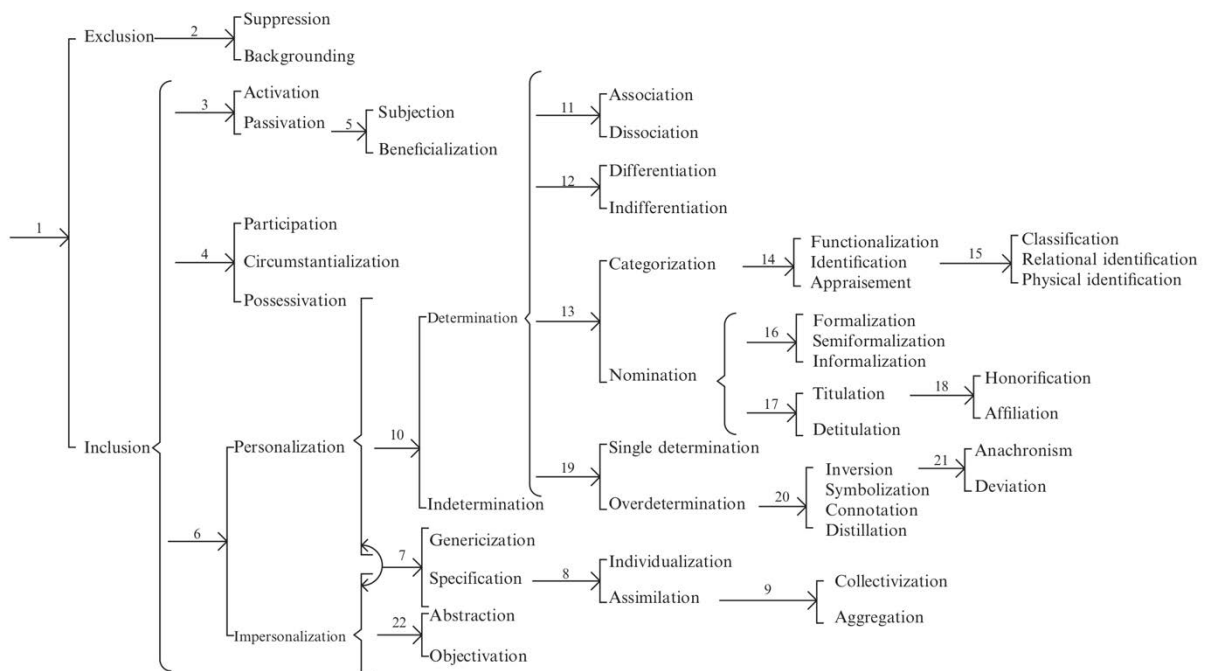 1
Exclusion
2
Suppression
Backgrounding
Inclusion
3
Activation
Passivation
5
Subjection
Beneficialization
4
Participation
Circumstantialization
Possessivation
6
Personalization
Impersonalization
10
Determination
Indetermination
11
Association
Dissociation
12
Differentiation
Indifferentiation
13
Categorization
Nomination
14
Functionalization
Identification
Appraisement
15
Classification
Relational identification
Physical identification
16
Formalization
Semiformalization
Informalization
17
Titulation
Detitulation
18
Honorification
Affiliation
19
Single determination
Overdetermination
20
Inversion
Symbolization
Connotation
Distillation
21
Anachronism
Deviation
7
Genericization
Specification
8
Individualization
Assimilation
9
Collectivization
Aggregation
22
Abstraction
Objectivation